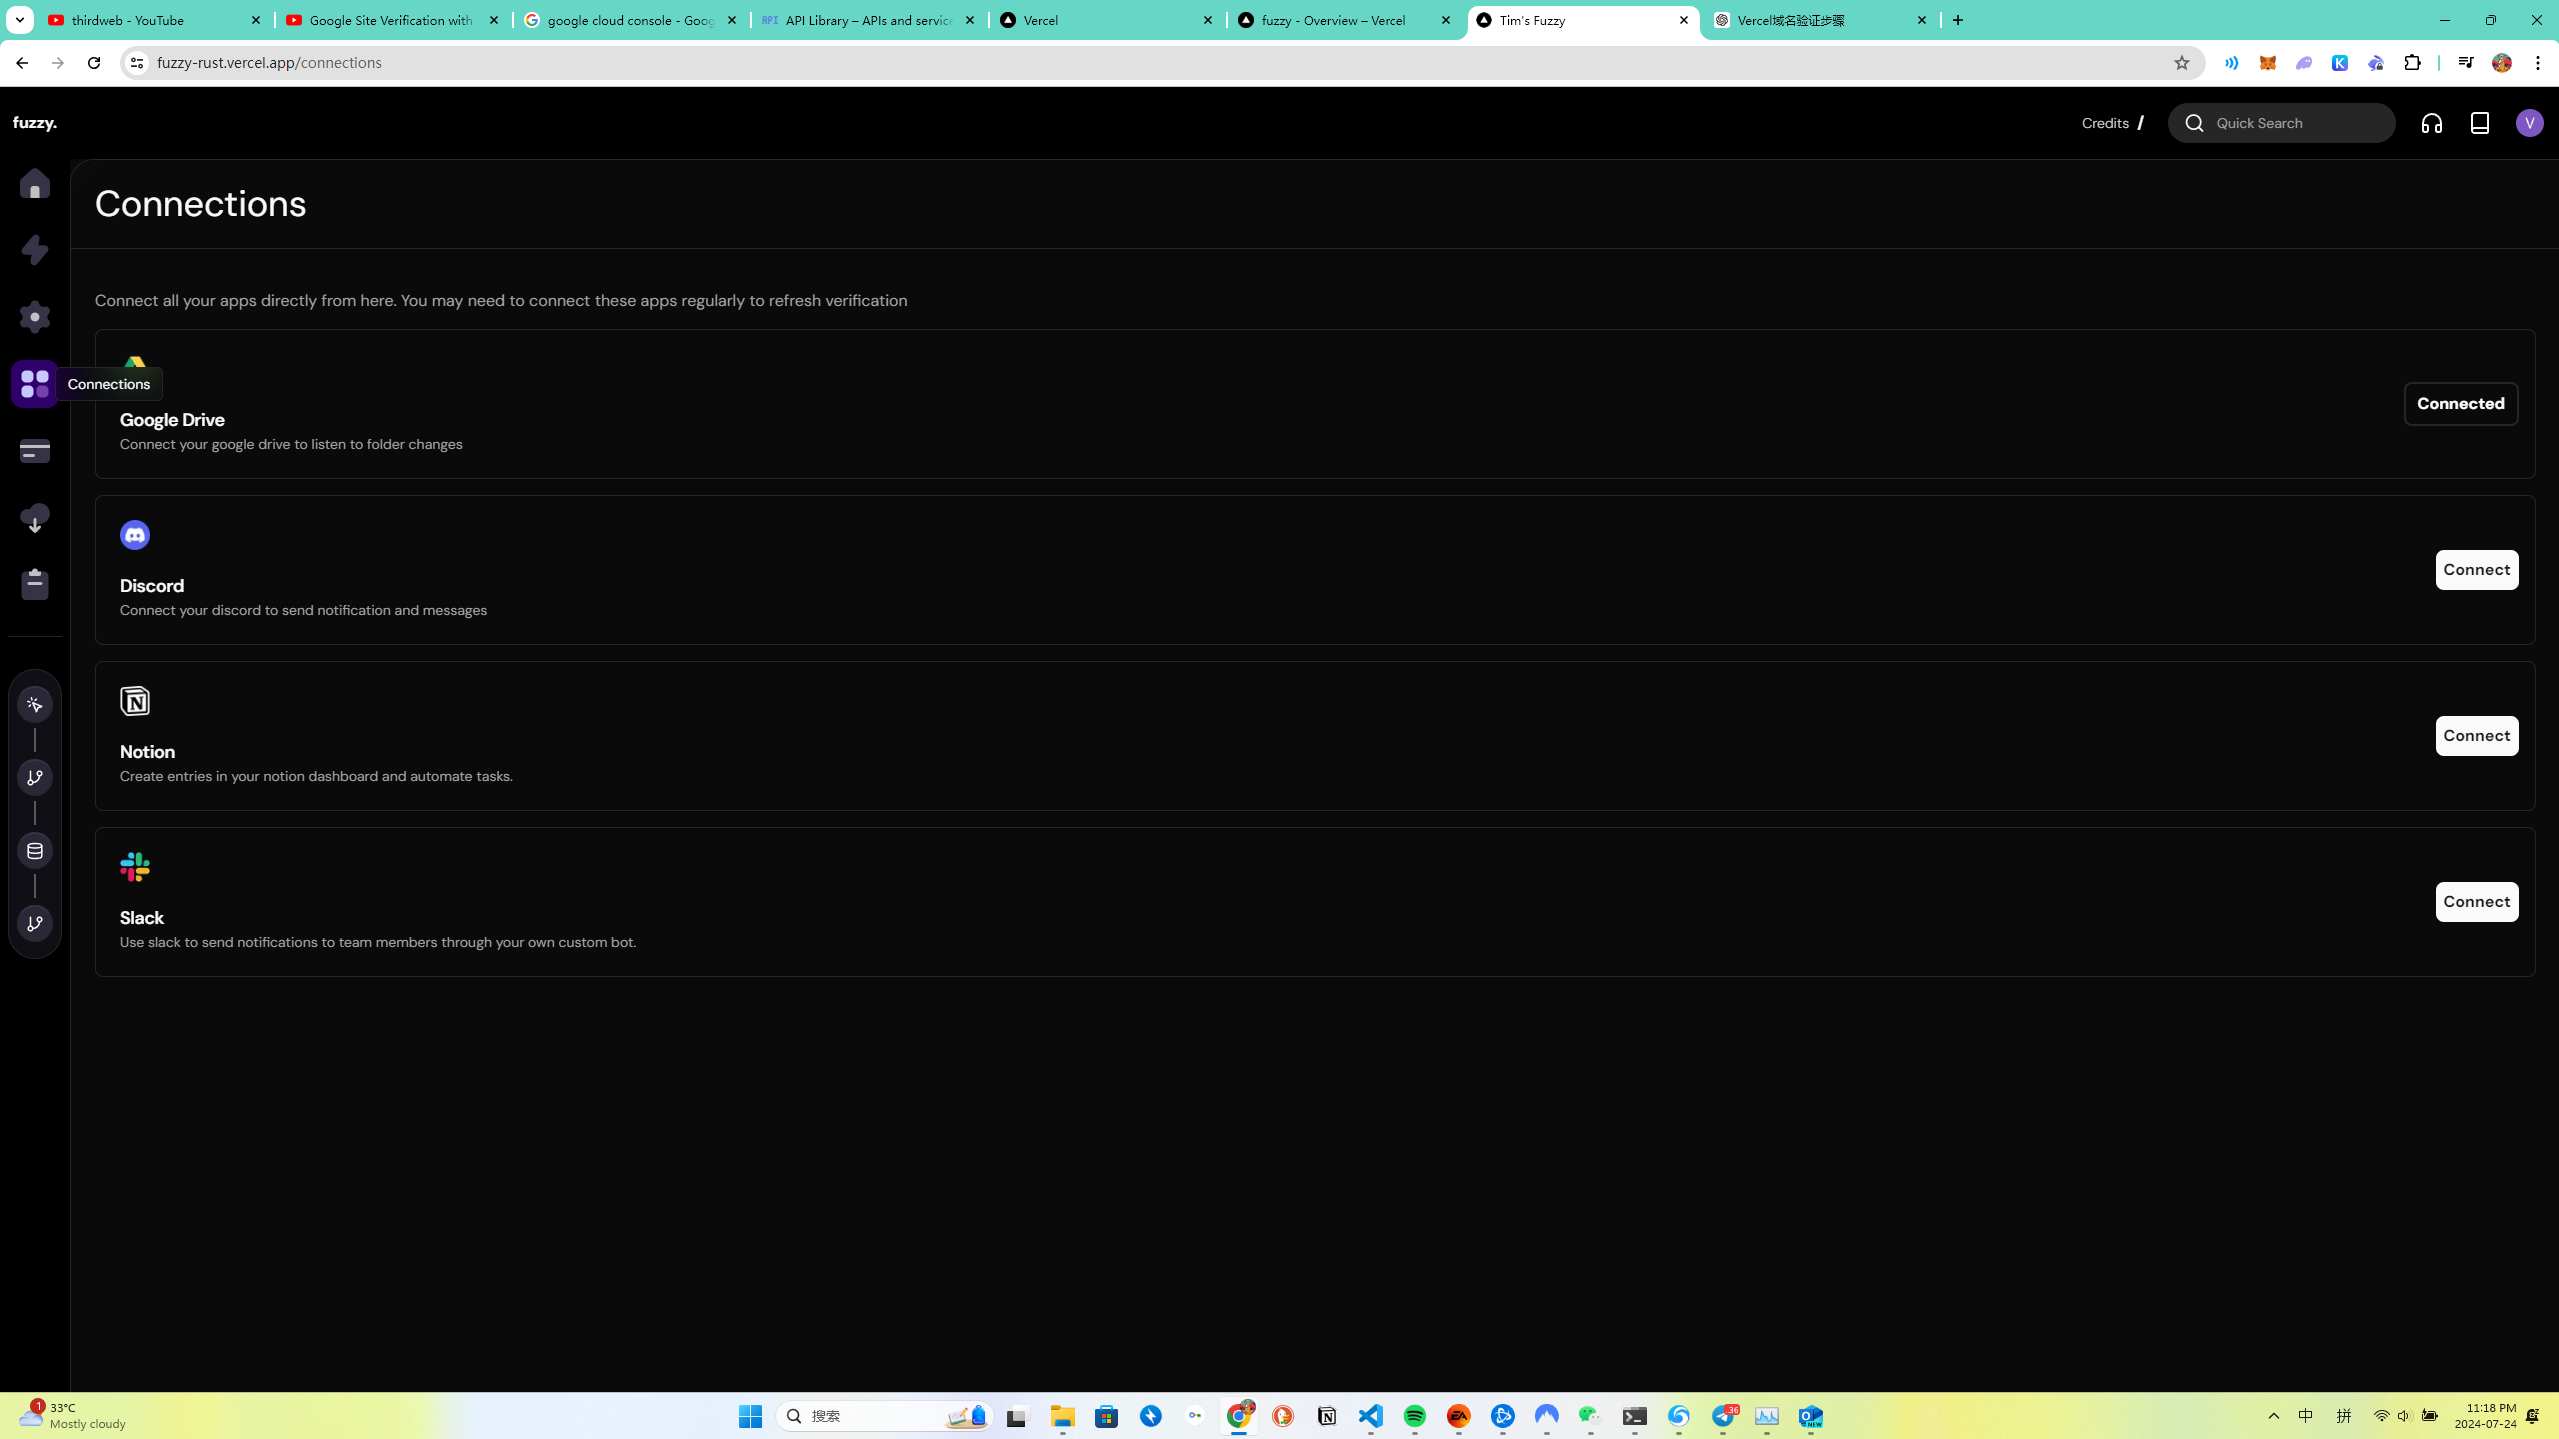 thirdweb - YouTube
Google Site Verification with
google cloud console - Goog
API Library – APIs and service
Vercel
fuzzy - Overview – Vercel
Tim's Fuzzy
Vercel域名验证步骤
fuzzy-rust.vercel.app/connections
fuzzy.
Credits /
Quick Search
V
Connections
Connect all your apps directly from here. You may need to connect these apps regularly to refresh verification
Connections
Google Drive
Connect your google drive to listen to folder changes
Connected
Discord
Connect your discord to send notification and messages
Connect
Notion
Create entries in your notion dashboard and automate tasks.
Connect
Slack
Use slack to send notifications to team members through your own custom bot.
Connect
1
33°C
Mostly cloudy
搜索
36
中
拼
11:18 PM
2024-07-24